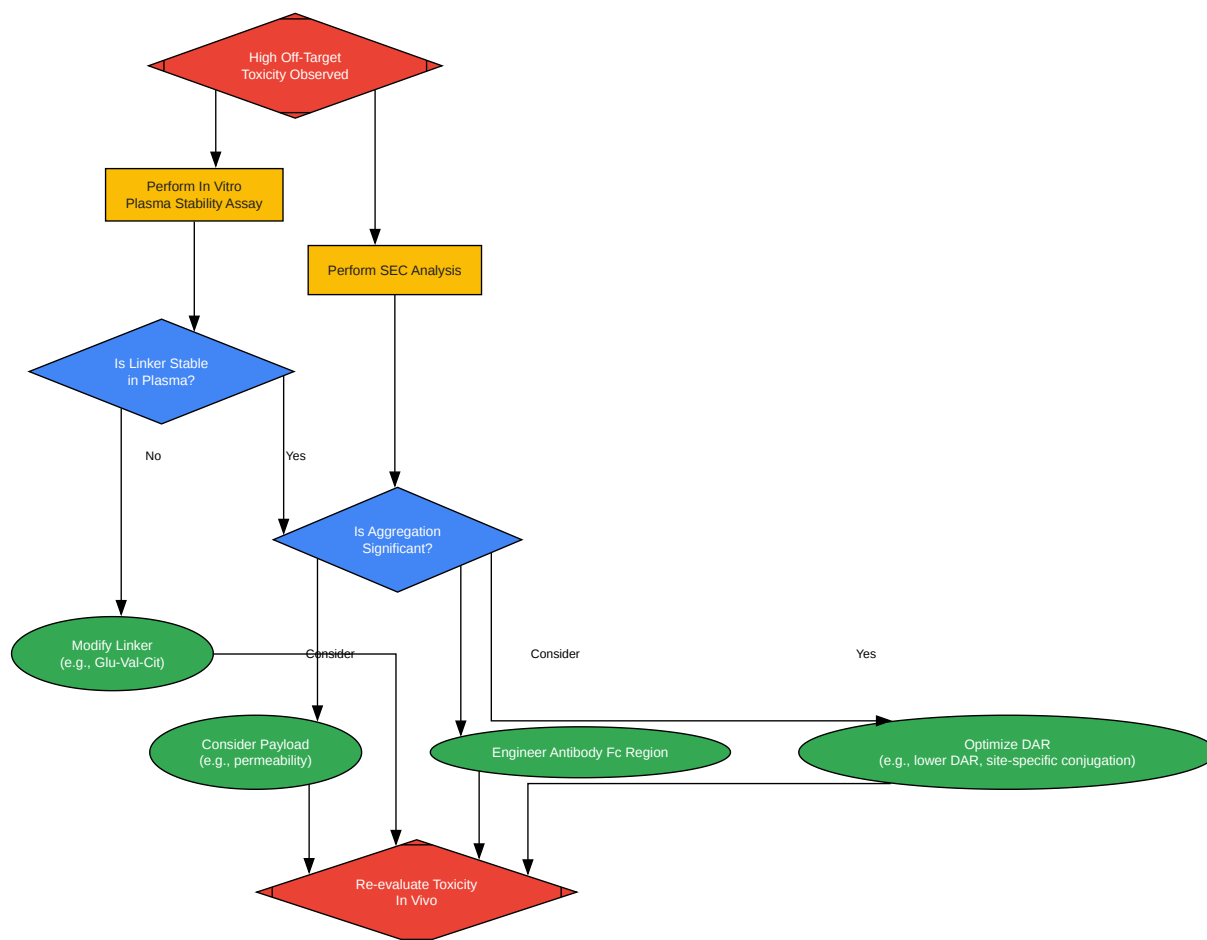 High Off-Target
Toxicity Observed
Perform In Vitro
Plasma Stability Assay
Perform SEC Analysis
Is Linker Stable
in Plasma?
No
Yes
Is Aggregation
Significant?
Modify Linker
(e.g., Glu-Val-Cit)
Consider
Consider
Yes
Consider Payload
(e.g., permeability)
Engineer Antibody Fc Region
Optimize DAR
(e.g., lower DAR, site-specific conjugation)
Re-evaluate Toxicity
In Vivo